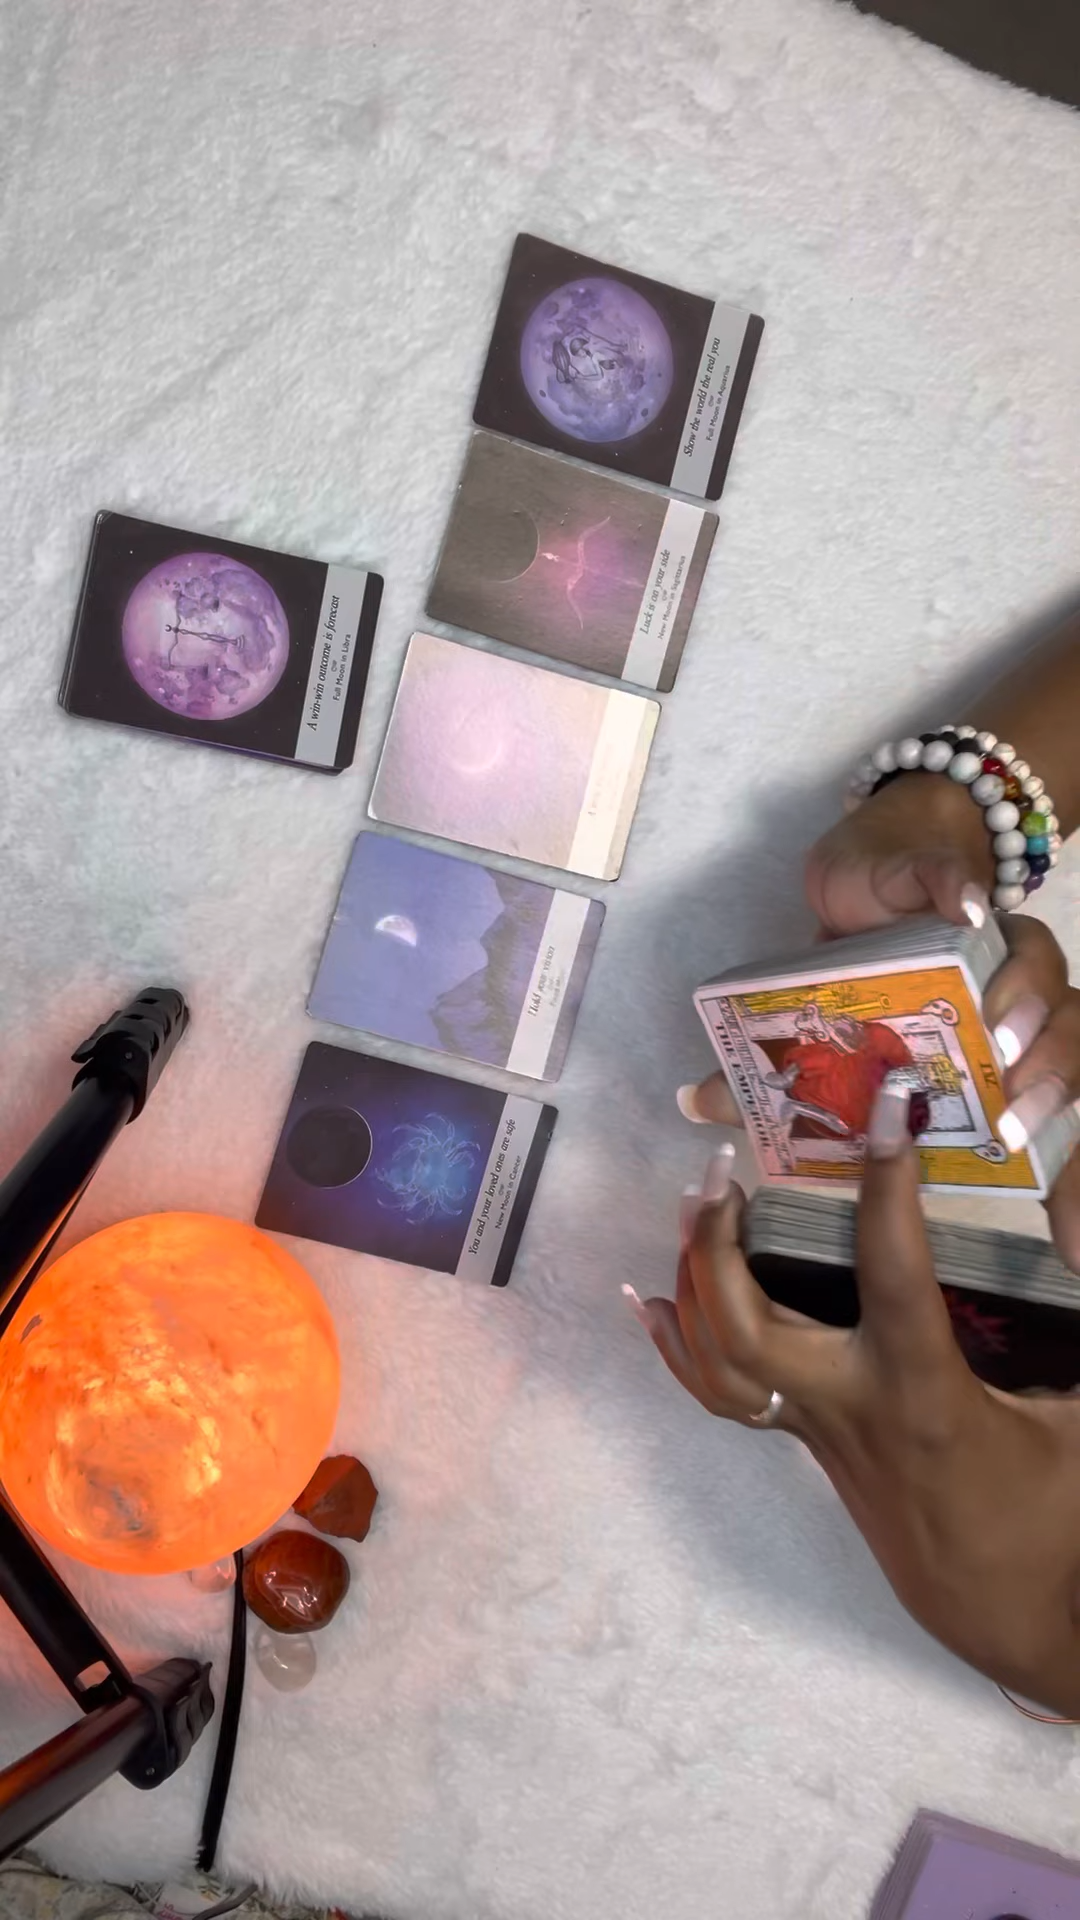 Show the world the real you
Full Moon in Aquarius
Luck is on your side
New Moon in Sagittarius
A win-win outcome is forecast
Full Moon in Libra
Hold your vision
You and your loved ones are safe
New Moon in Cancer
IV
THE EMPEROR